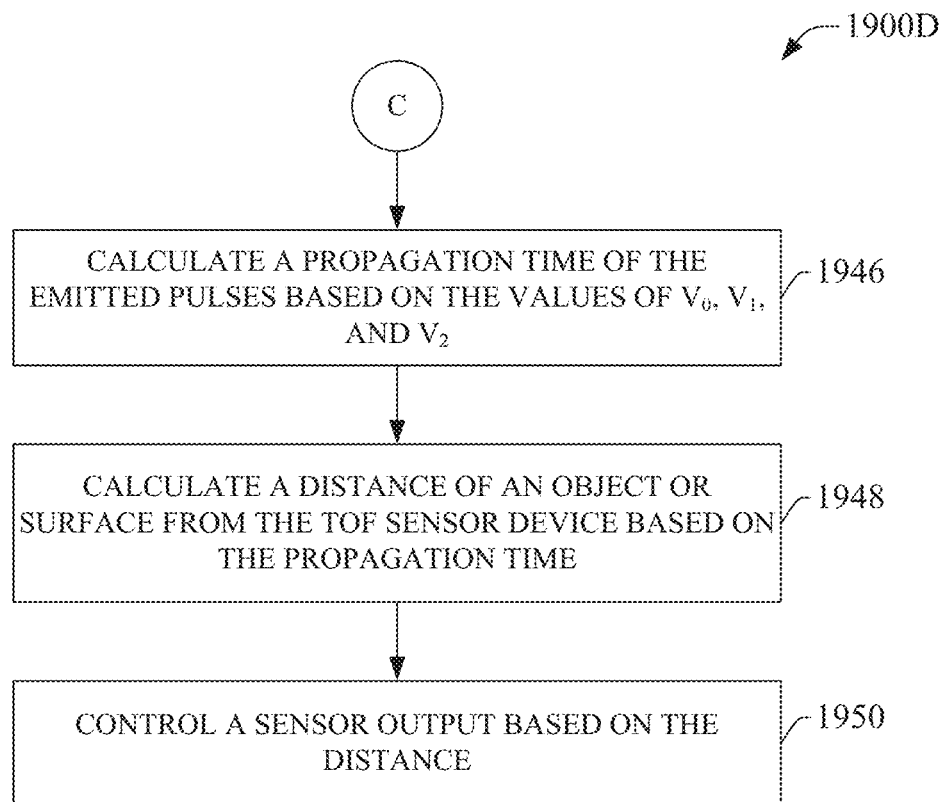 1900D
C
CALCULATE A PROPAGATION TIME OF THE
EMITTED PULSES BASED ON THE VALUES OF V₀, V₁,
AND V₂
1946
CALCULATE A DISTANCE OF AN OBJECT OR
SURFACE FROM THE TOF SENSOR DEVICE BASED ON
THE PROPAGATION TIME
1948
CONTROL A SENSOR OUTPUT BASED ON THE
DISTANCE
1950